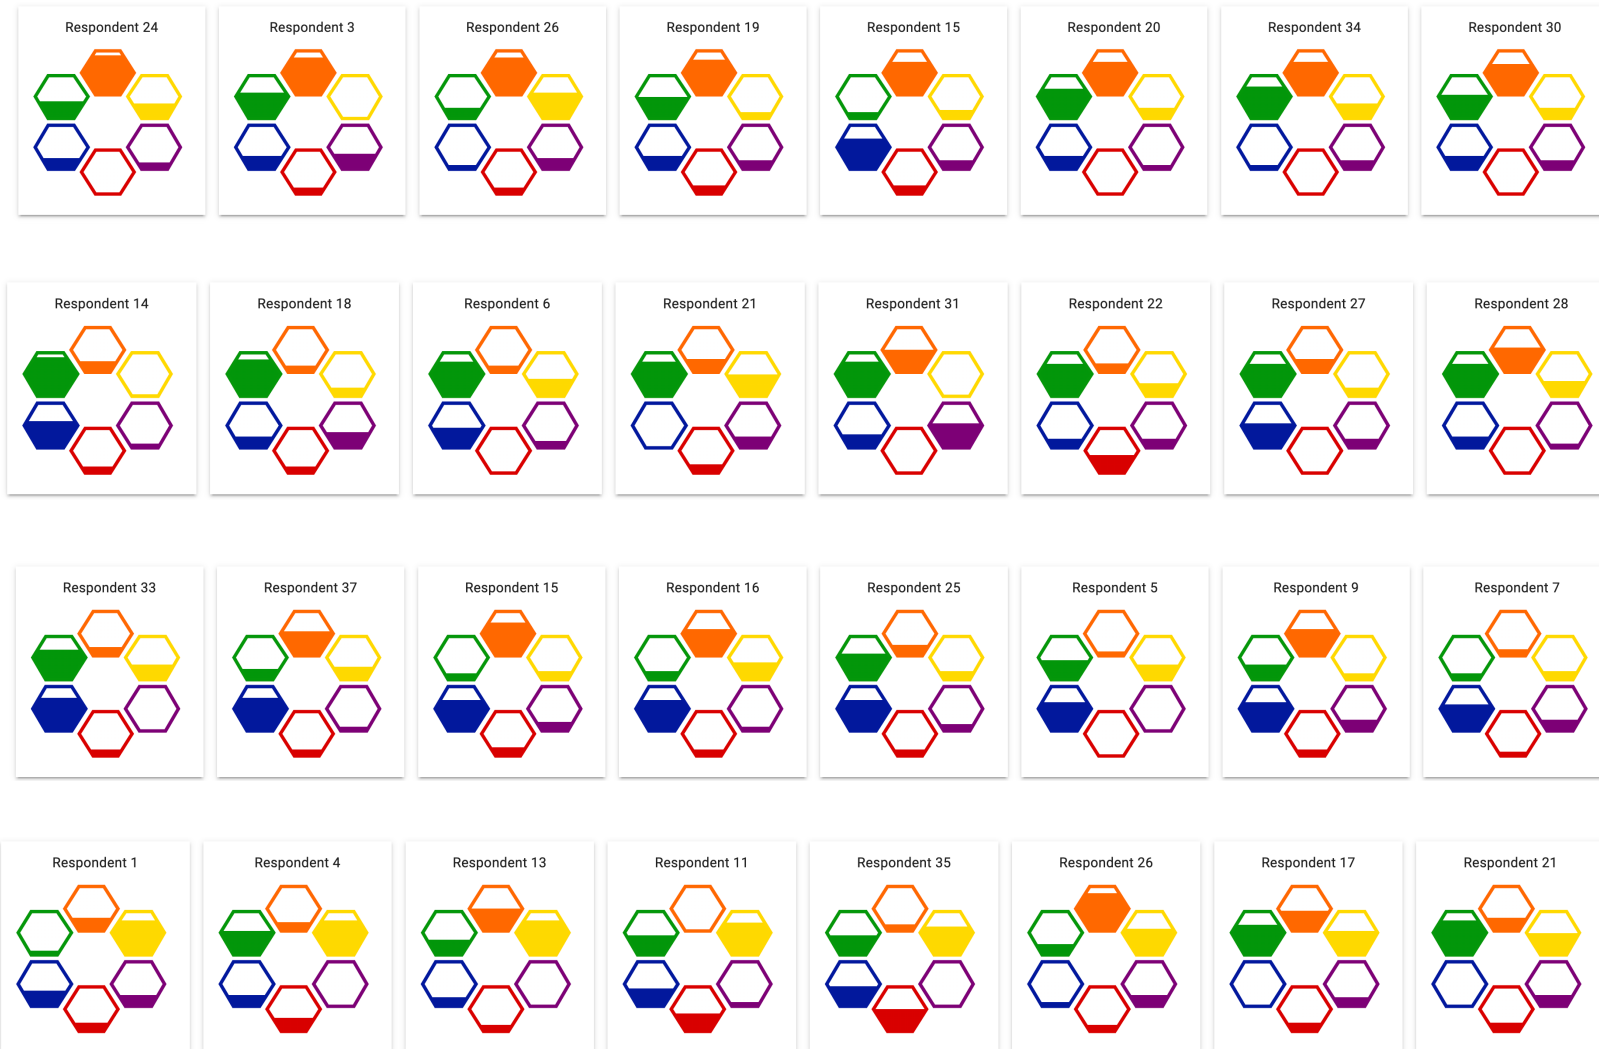 Respondent 24
Respondent 3
Respondent 26
Respondent 19
Respondent 15
Respondent 20
Respondent 34
Respondent 30
Respondent 14
Respondent 18
Respondent 6
Respondent 21
Respondent 31
Respondent 22
Respondent 27
Respondent 28
Respondent 33
Respondent 37
Respondent 15
Respondent 16
Respondent 25
Respondent 5
Respondent 9
Respondent 7
Respondent 1
Respondent 4
Respondent 13
Respondent 11
Respondent 35
Respondent 26
Respondent 17
Respondent 21